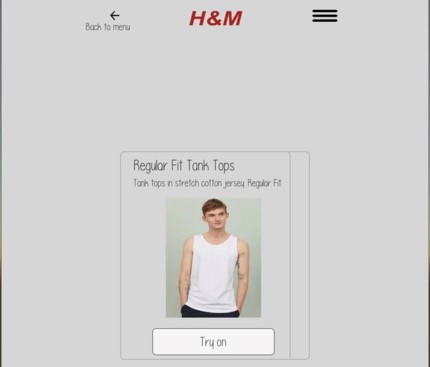 H&M
Back to menu
Regular Fit Tank Tops
Tank tops in stretch cotton jersey. Regular Fit
Try on